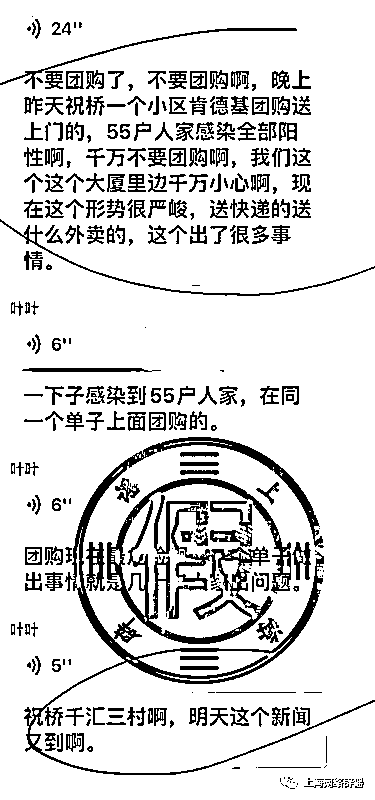 24"
不要团购了，不要团购啊，晚上
昨天祝桥一个小区肯德基团购送
上门的，55户人家感染全部阳
性啊，千万不要团购啊，我们这
个这个大厦里边千万小心啊，现
在这个形势很严峻，送快递的送
什么外卖的，这个出了很多事
情。
叶叶
6"
一下子感染到55户人家，在同
一个单子上面团购的。
叶叶
6"
团购现在 单子
出事情就是几 出问题。
上海辟
假
叶叶
5"
祝桥千汇三村啊，明天这个新闻
又到啊。
上海网络辟谣